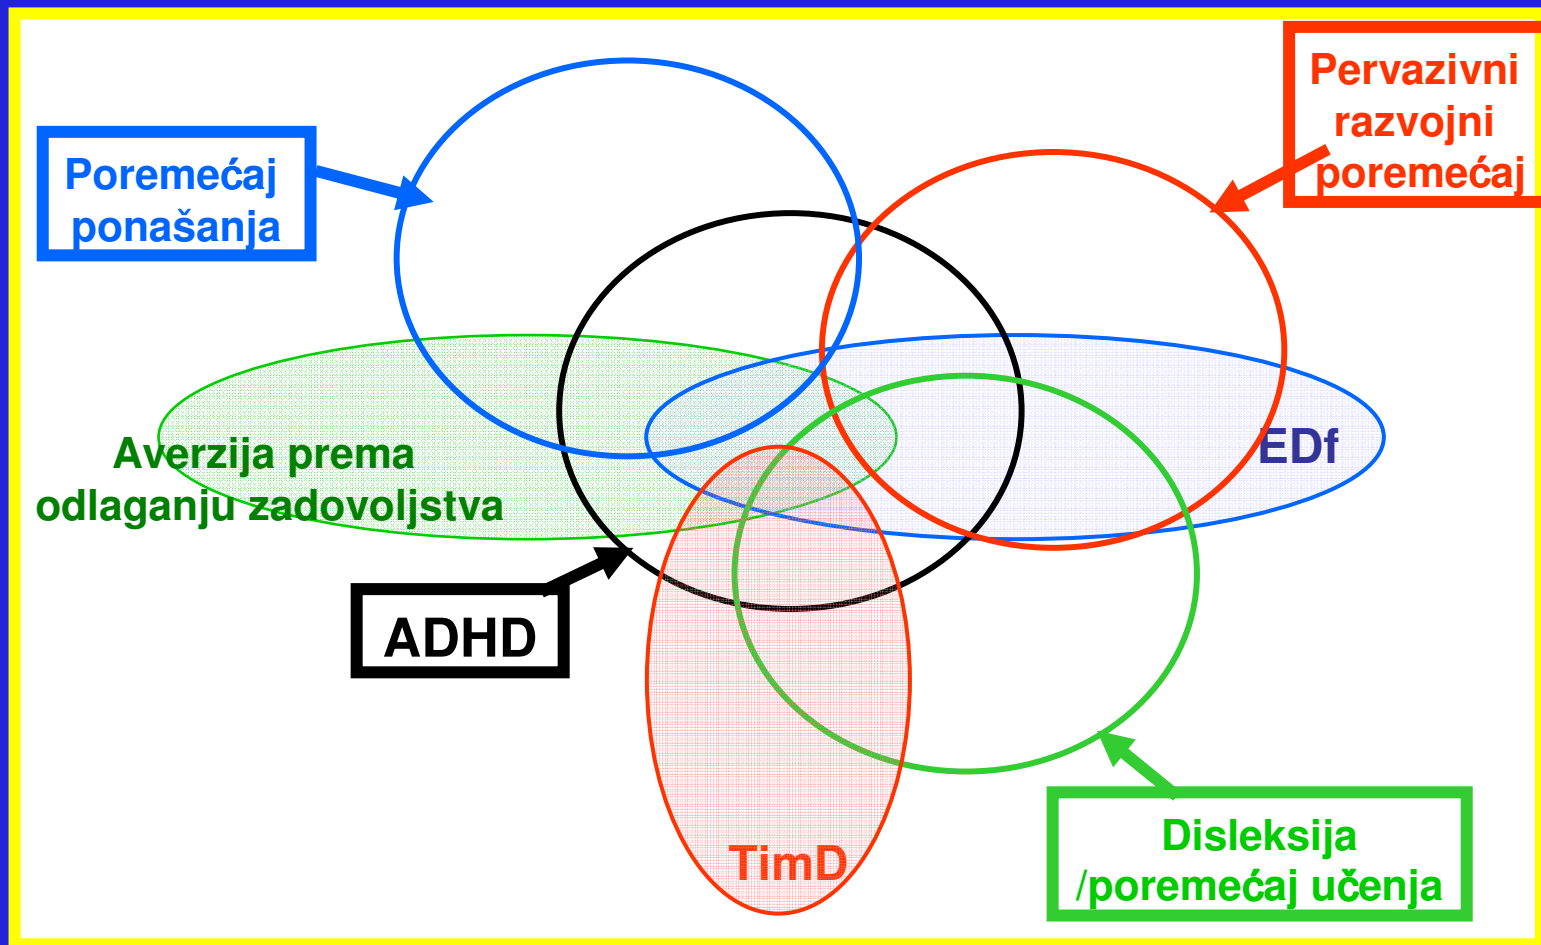 Pervazivni
razvojni
poremećaj
Poremećaj
ponašanja
Averzija prema
odlaganju zadovoljstva
EDf
ADHD
TimD
Disleksija
/poremećaj učenja